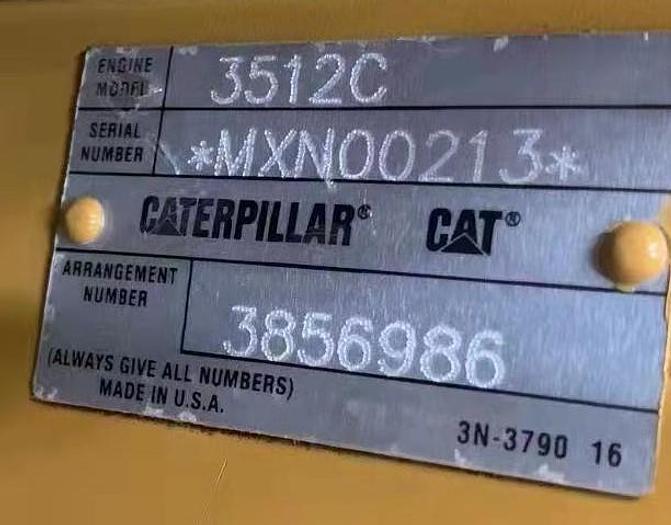 ENGINE
MODEL
3512C
SERIAL
NUMBER
*MXN00213*
CATERPILLAR® CAT®
ARRANGEMENT
NUMBER
3856986
(ALWAYS GIVE ALL NUMBERS)
MADE IN U.S.A.
3N-3790 16